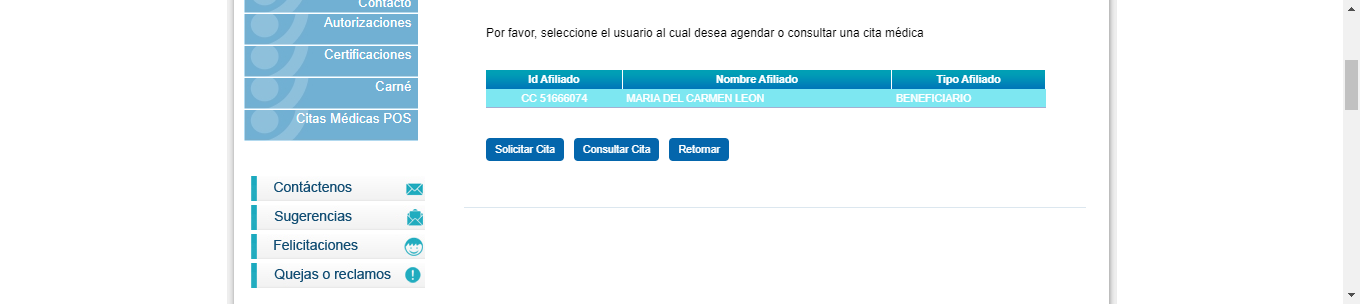 Contacto
Autorizaciones
Certificaciones
Carné
Citas Médicas POS
Contáctenos
Sugerencias
Felicitaciones
Quejas o reclamos
Por favor, seleccione el usuario al cual desea agendar o consultar una cita médica
Id Afiliado Nombre Afiliado Tipo Afiliado
CC 51666074 MARIA DEL CARMEN LEON BENEFICIARIO
Solicitar Cita Consultar Cita Retornar